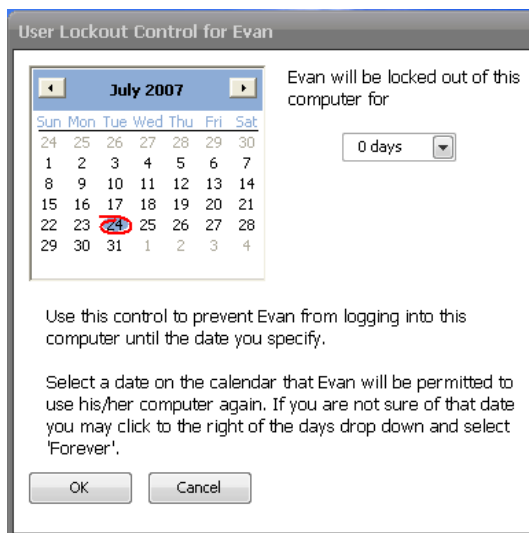 User Lockout Control for Evan
July 2007
Sun Mon Tue Wed Thu Fri Sat
24 25 26 27 28 29 30
1 2 3 4 5 6 7
8 9 10 11 12 13 14
15 16 17 18 19 20 21
22 23 24 25 26 27 28
29 30 31 1 2 3 4
Evan will be locked out of this
computer for
0 days
Use this control to prevent Evan from logging into this
computer until the date you specify.
Select a date on the calendar that Evan will be permitted to
use his/her computer again. If you are not sure of that date
you may click to the right of the days drop down and select
'Forever'.
OK Cancel